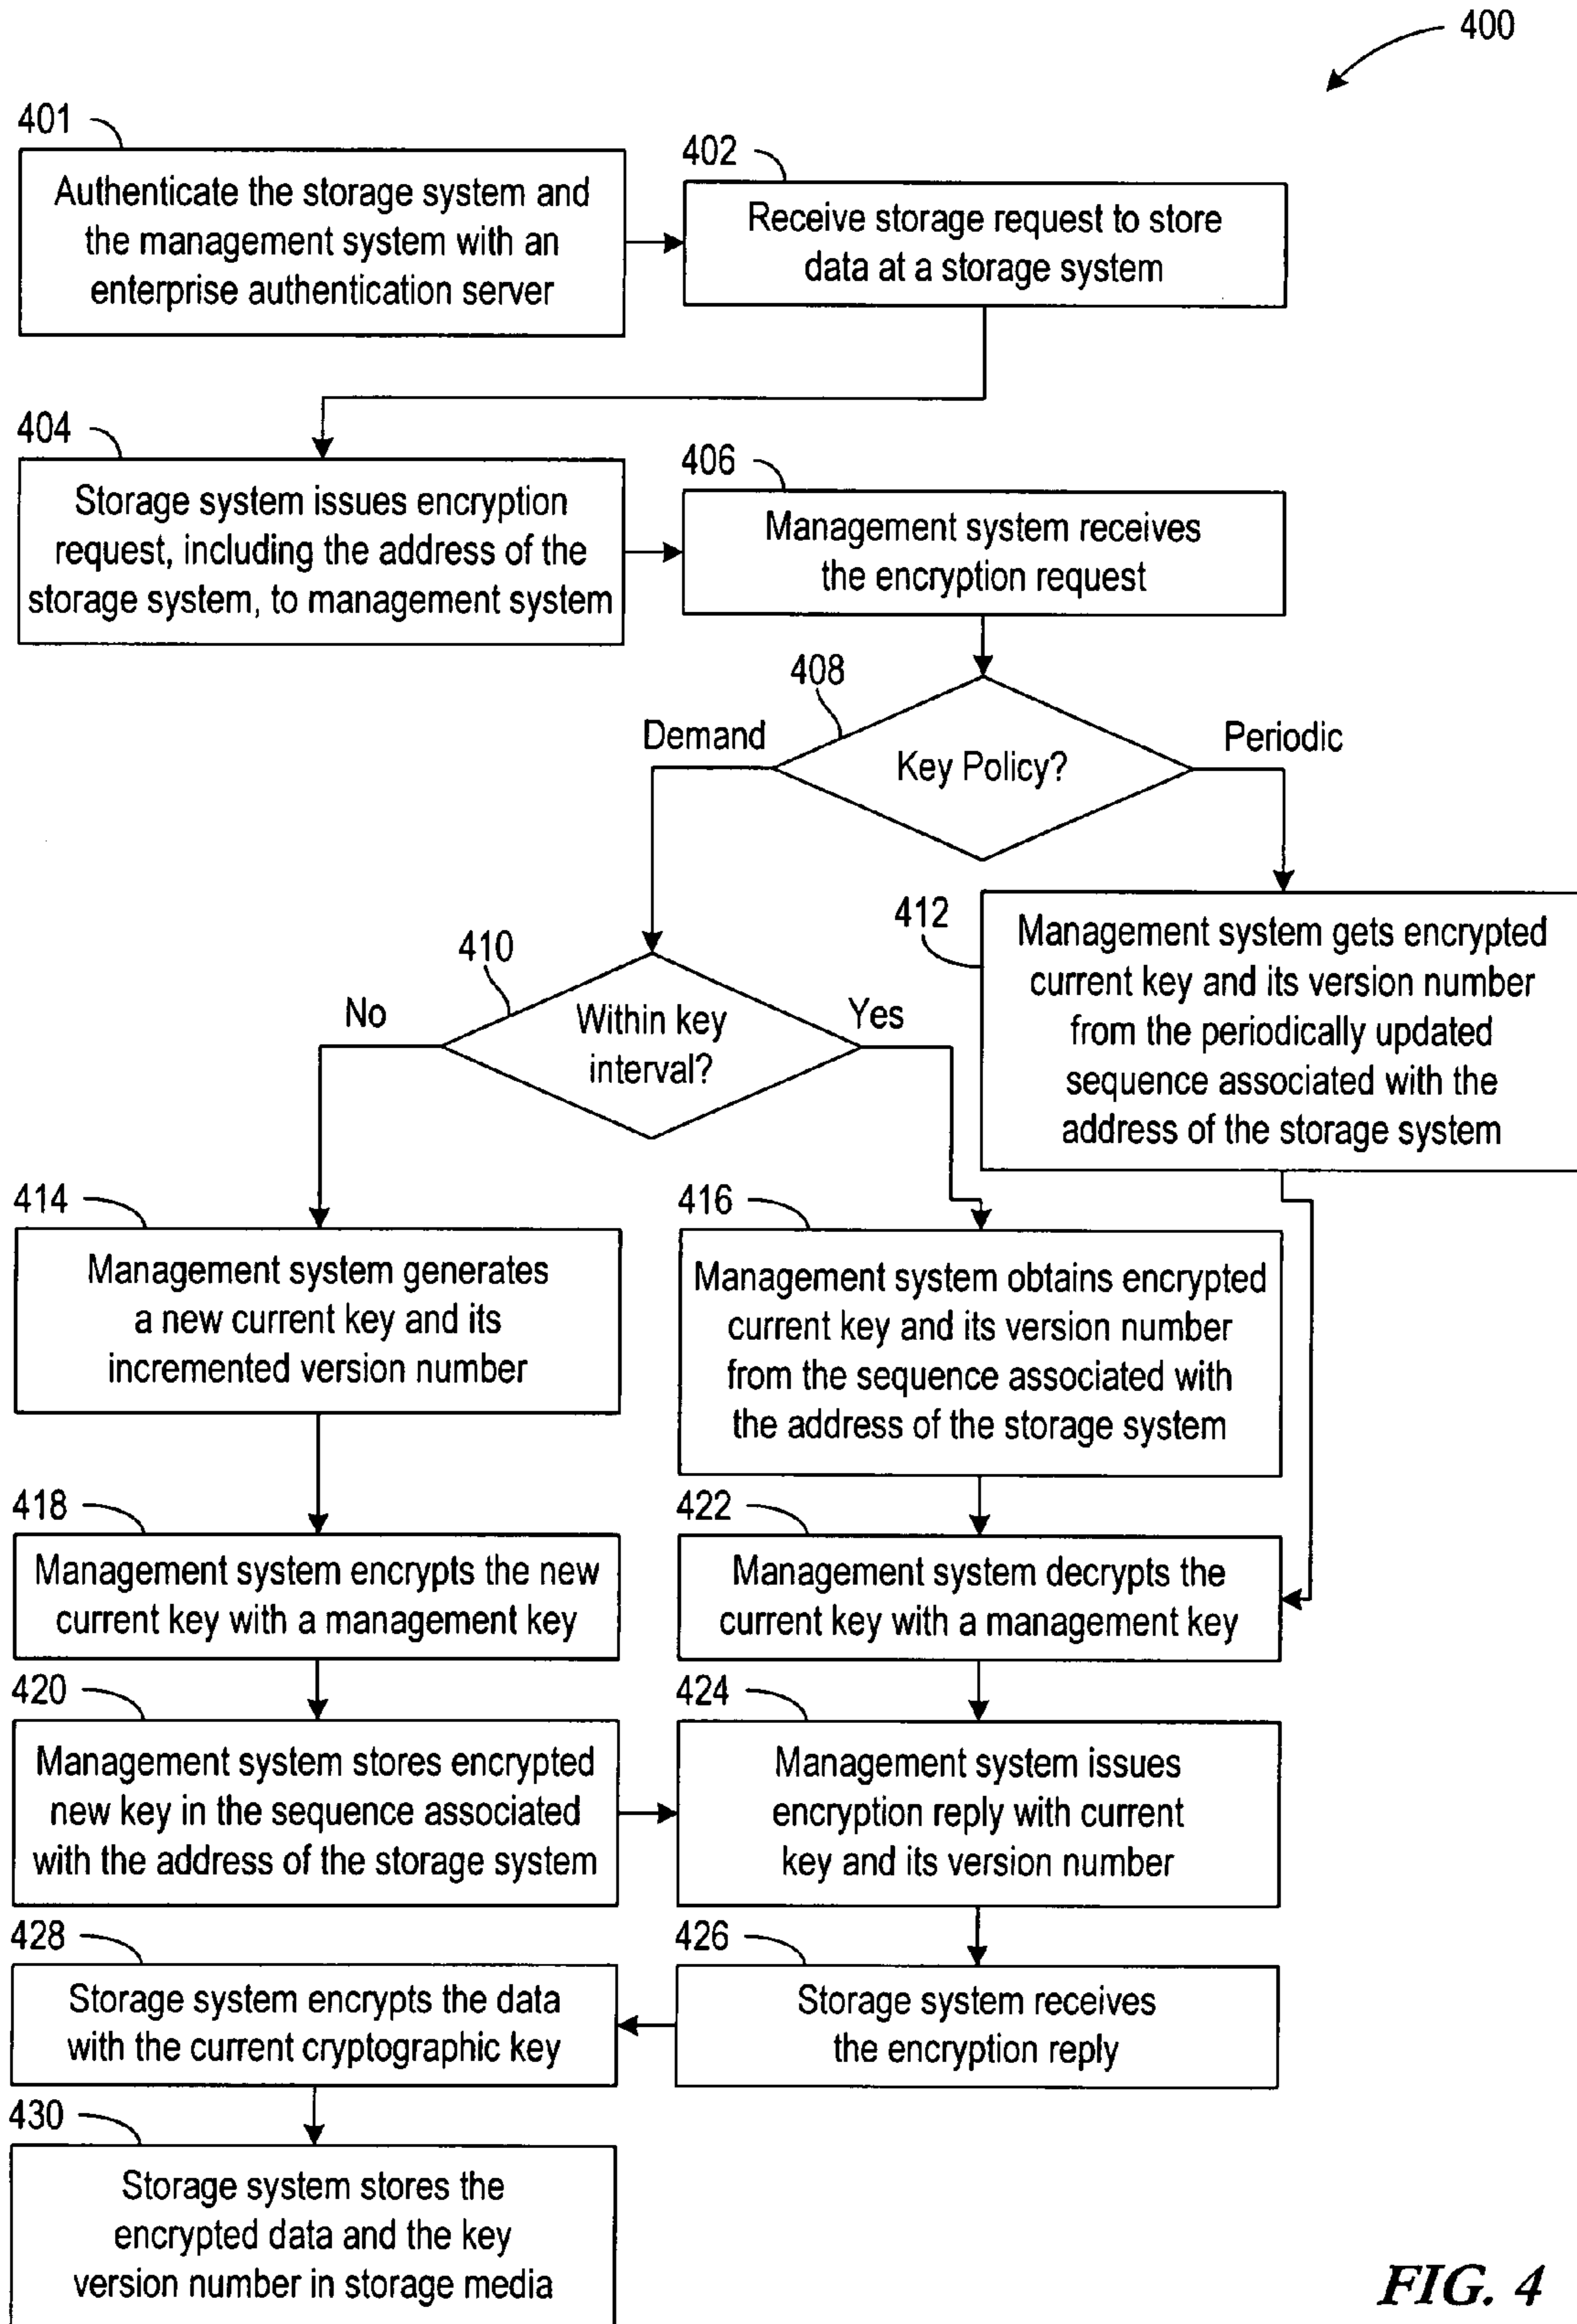 400
401
Authenticate the storage system and
the management system with an
enterprise authentication server
402
Receive storage request to store
data at a storage system
404
Storage system issues encryption
request, including the address of the
storage system, to management system
406
Management system receives
the encryption request
408
Key Policy?
Demand
Periodic
410
Within key
interval?
No
Yes
412
Management system gets encrypted
current key and its version number
from the periodically updated
sequence associated with the
address of the storage system
414
Management system generates
a new current key and its
incremented version number
416
Management system obtains encrypted
current key and its version number
from the sequence associated with
the address of the storage system
418
Management system encrypts the new
current key with a management key
422
Management system decrypts the
current key with a management key
420
Management system stores encrypted
new key in the sequence associated
with the address of the storage system
424
Management system issues
encryption reply with current
key and its version number
428
Storage system encrypts the data
with the current cryptographic key
426
Storage system receives
the encryption reply
430
Storage system stores the
encrypted data and the key
version number in storage media
FIG. 4